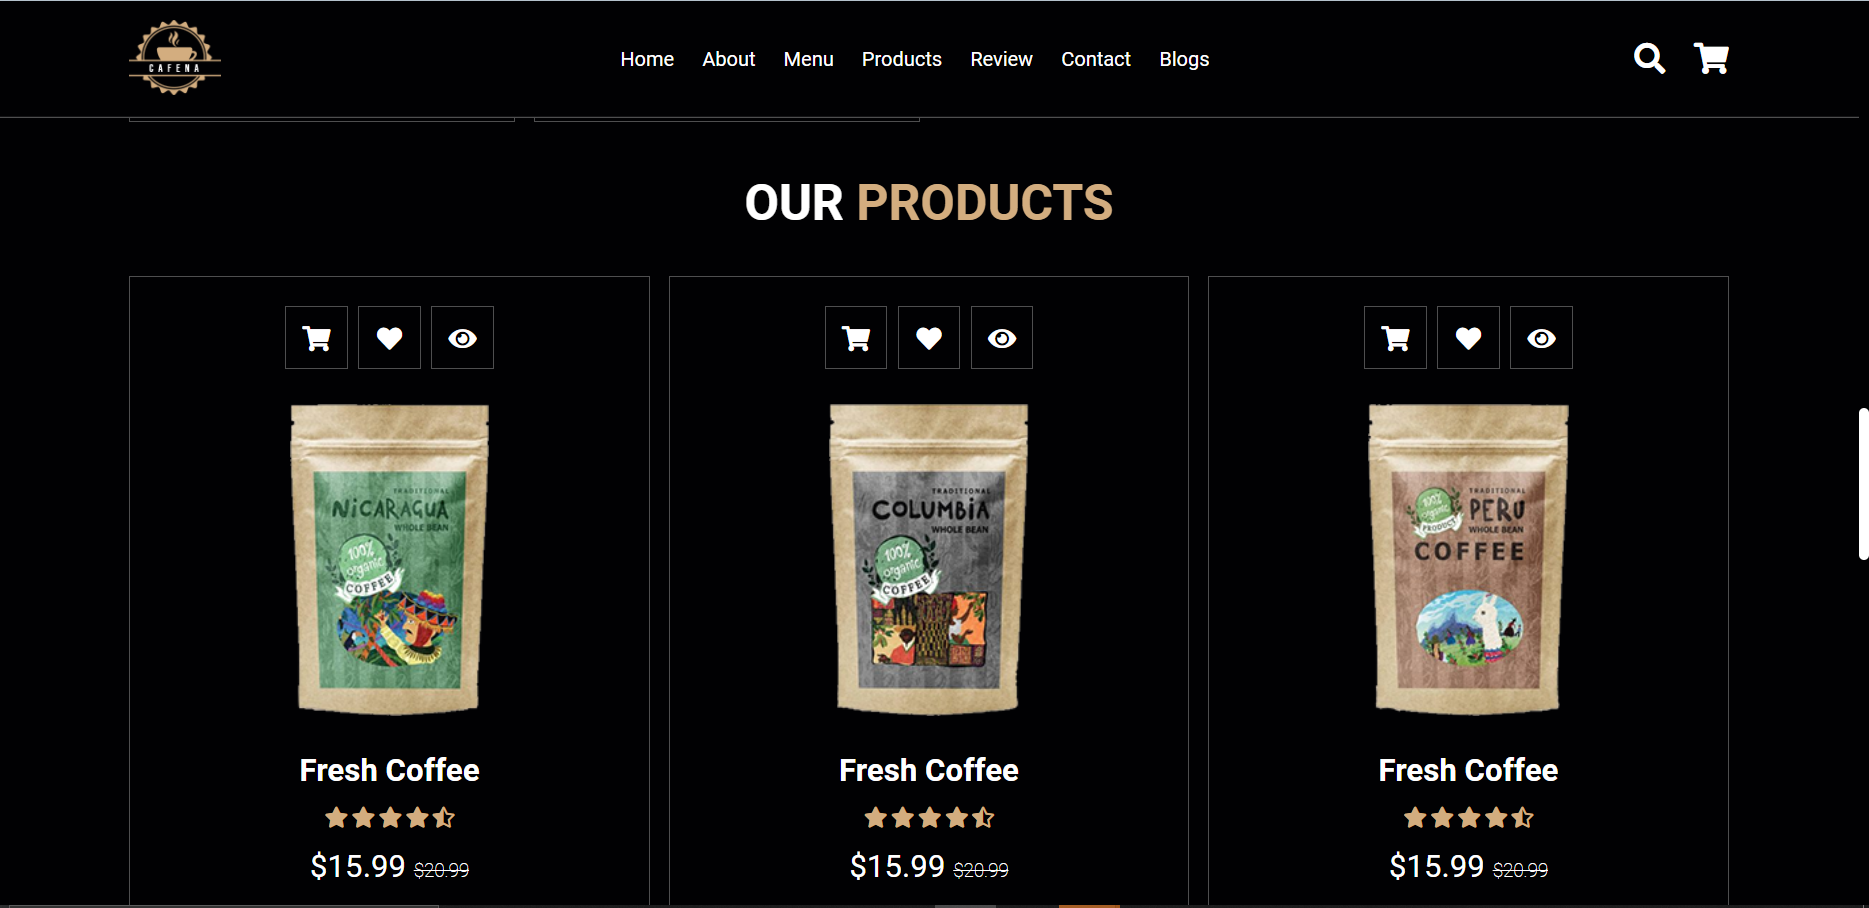 CAFENA
Home About Menu Products Review Contact Blogs
OUR PRODUCTS
TRADITIONAL
NiCARAGUA
WHOLE BEAN
100%
organic
COFFEE
TRADITIONAL
COLUMBiA
WHOLE BEAN
100%
organic
COFFEE
100%
organic
PRODUCT
TRADITIONAL
PERU
WHOLE BEAN
COFFEE
Fresh Coffee Fresh Coffee Fresh Coffee
$15.99 $20.99 $15.99 $20.99 $15.99 $20.99